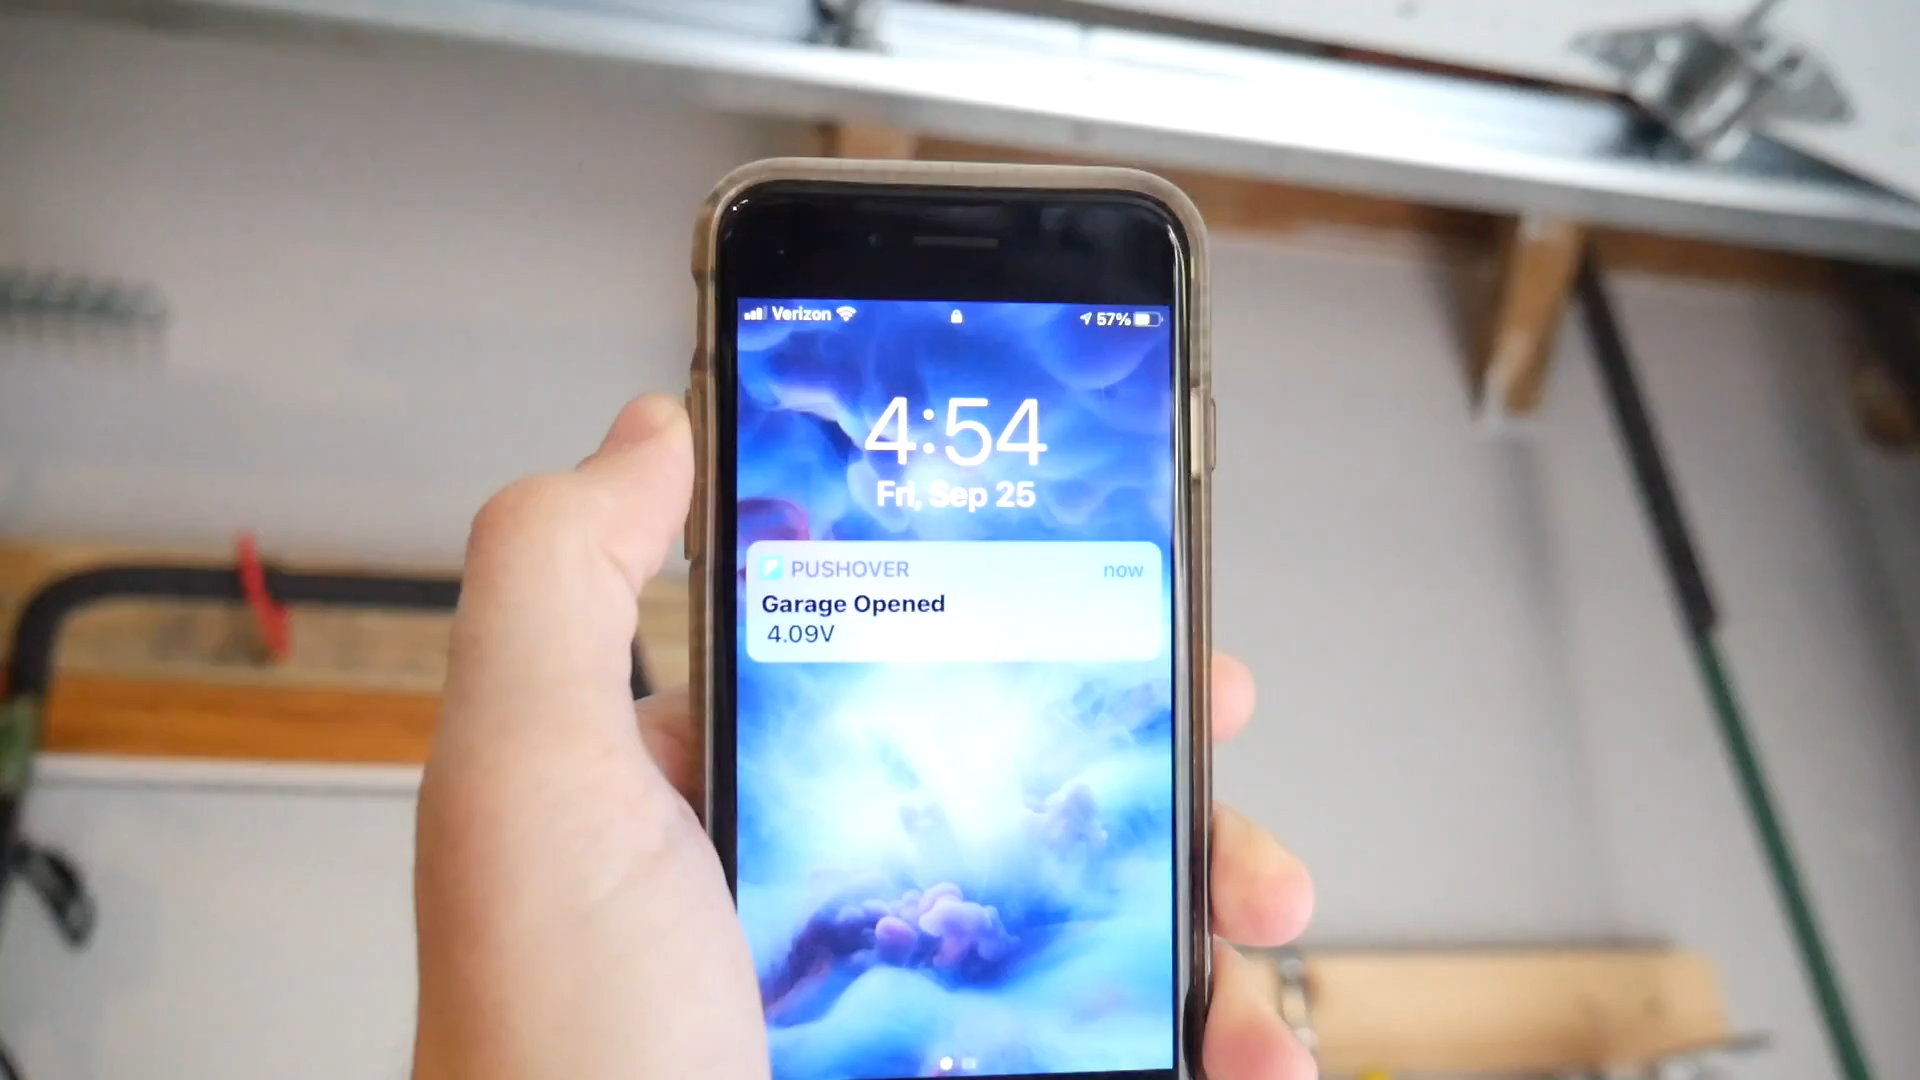 Verizon 57%
4:54
Fri, Sep 25
PUSHOVER now
Garage Opened
4.09V